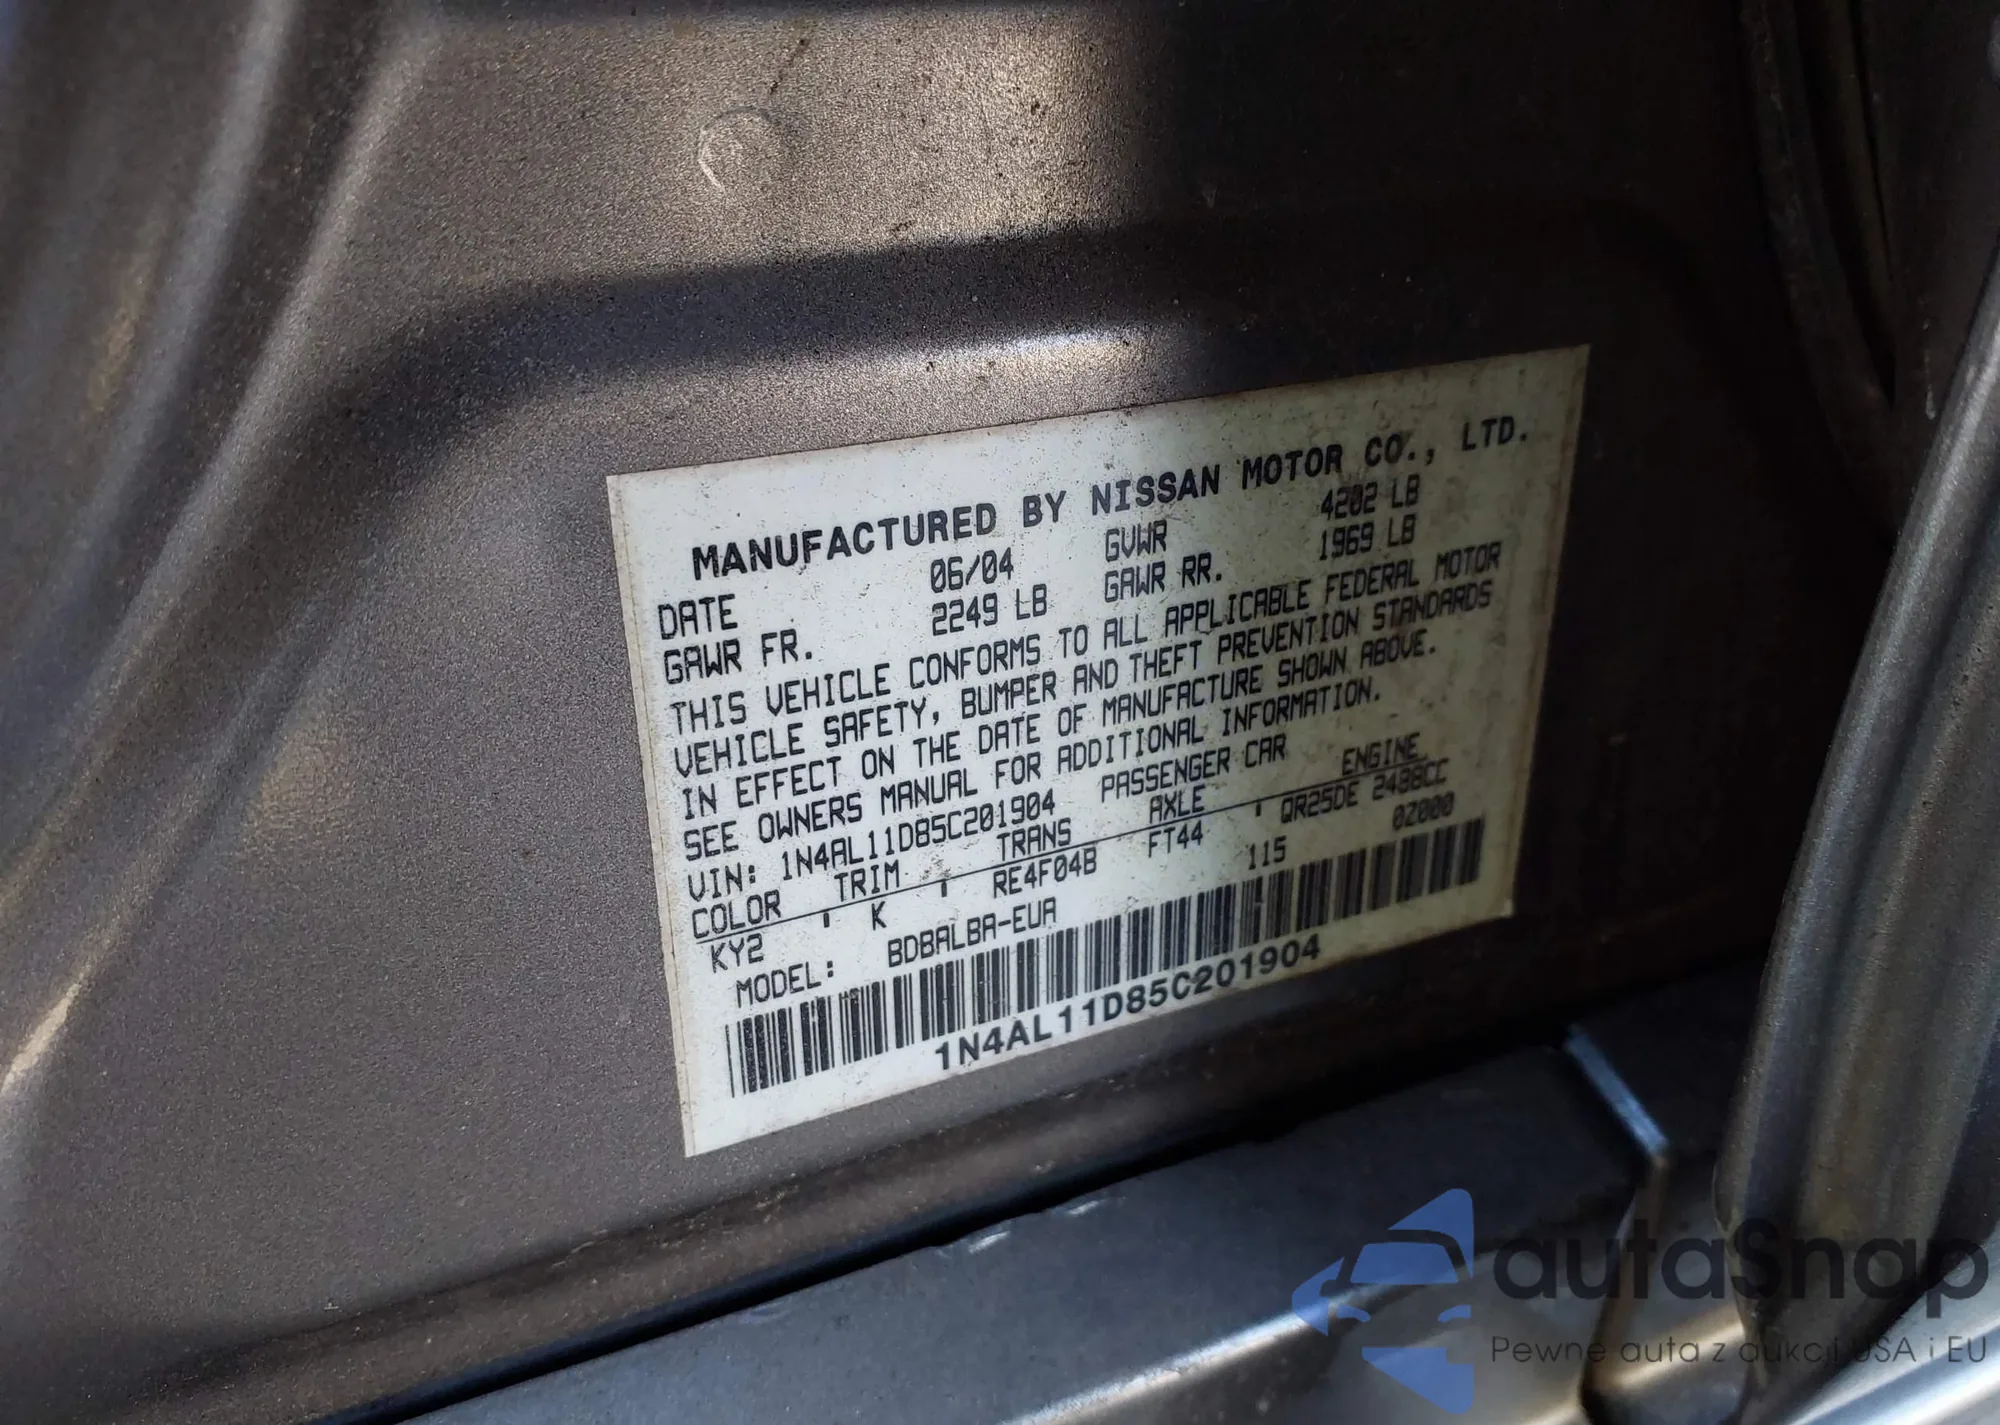 MANUFACTURED BY NISSAN MOTOR CO., LTD.
DATE 06/04 GVWR 4202 LB
GAWR FR. 2249 LB GAWR RR. 1969 LB
THIS VEHICLE CONFORMS TO ALL APPLICABLE FEDERAL MOTOR
VEHICLE SAFETY, BUMPER AND THEFT PREVENTION STANDARDS
IN EFFECT ON THE DATE OF MANUFACTURE SHOWN ABOVE.
SEE OWNERS MANUAL FOR ADDITIONAL INFORMATION.
VIN: 1N4AL11D85C201904 PASSENGER CAR
COLOR TRIM TRANS AXLE ENGINE
KY2 K RE4F04B FT44 QR25DE 2488CC
MODEL: BDBALBA-EUA 115 02000
1N4AL11D85C201904
autaSnap
Pewne auta z aukcji USA i EU